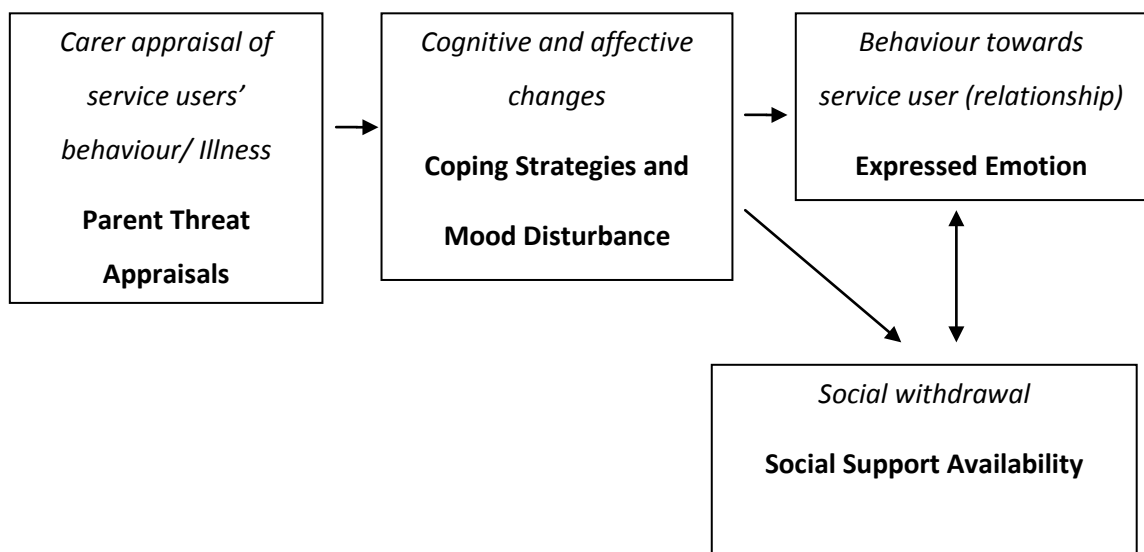 Carer appraisal of
service users’
behaviour/ Illness
Parent Threat
Appraisals
Cognitive and affective
changes
Coping Strategies and
Mood Disturbance
Behaviour towards
service user (relationship)
Expressed Emotion
Social withdrawal
Social Support Availability